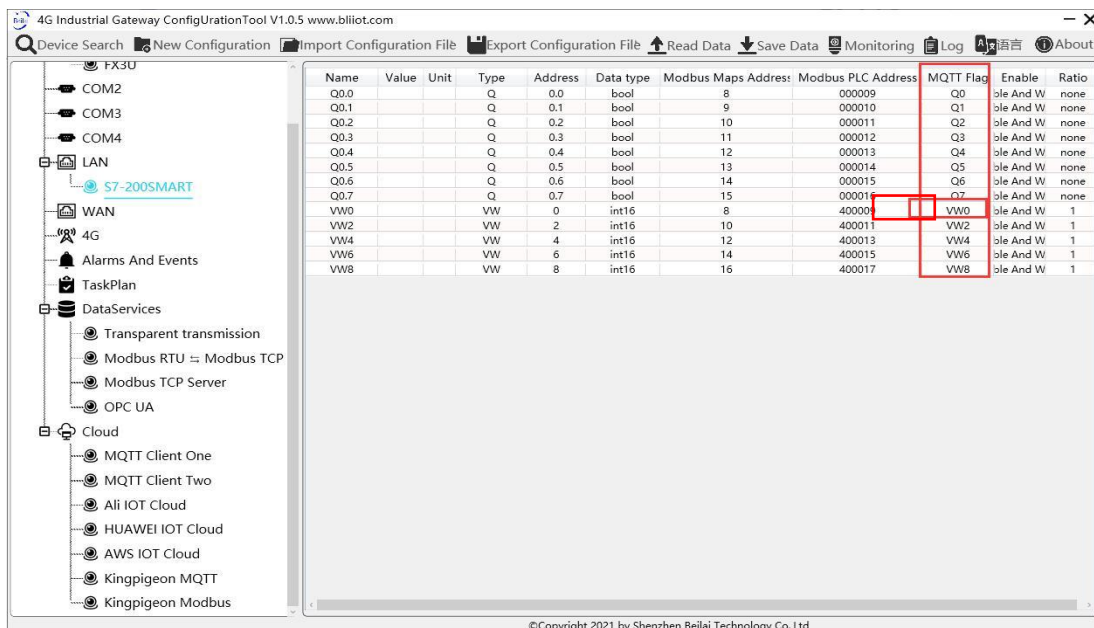 4G Industrial Gateway ConfigUrationTool V1.0.5 www.bliiot.com
Device Search New Configuration Import Configuration File Export Configuration File Read Data Save Data Monitoring Log 语言 About
FX3U
COM2
COM3
COM4
LAN
S7-200SMART
WAN
4G
Alarms And Events
TaskPlan
DataServices
Transparent transmission
Modbus RTU ⇆ Modbus TCP
Modbus TCP Server
OPC UA
Cloud
MQTT Client One
MQTT Client Two
Ali IOT Cloud
HUAWEI IOT Cloud
AWS IOT Cloud
Kingpigeon MQTT
Kingpigeon Modbus
Name Value Unit Type Address Data type Modbus Maps Address Modbus PLC Address MQTT Flag Enable Ratio
Q0.0 Q 0.0 bool 8 000009 Q0 ble And W none
Q0.1 Q 0.1 bool 9 000010 Q1 ble And W none
Q0.2 Q 0.2 bool 10 000011 Q2 ble And W none
Q0.3 Q 0.3 bool 11 000012 Q3 ble And W none
Q0.4 Q 0.4 bool 12 000013 Q4 ble And W none
Q0.5 Q 0.5 bool 13 000014 Q5 ble And W none
Q0.6 Q 0.6 bool 14 000015 Q6 ble And W none
Q0.7 Q 0.7 bool 15 000016 Q7 ble And W none
VW0 VW 0 int16 8 400009 VW0 ble And W 1
VW2 VW 2 int16 10 400011 VW2 ble And W 1
VW4 VW 4 int16 12 400013 VW4 ble And W 1
VW6 VW 6 int16 14 400015 VW6 ble And W 1
VW8 VW 8 int16 16 400017 VW8 ble And W 1
©Copyright 2021 by Shenzhen Beilai Technology Co.,Ltd